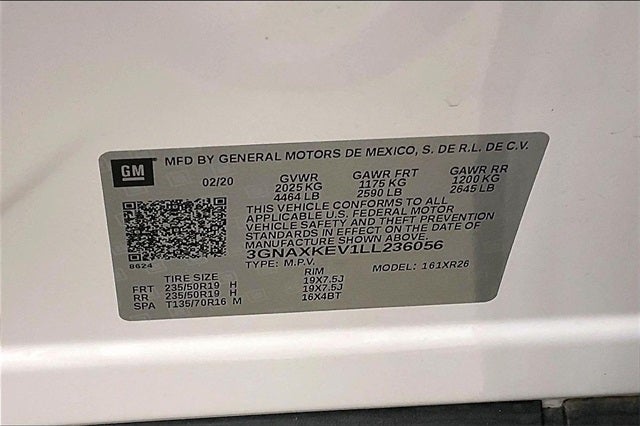 GM MFD BY GENERAL MOTORS DE MEXICO, S. DE R.L. DE C.V.
02/20 GVWR GAWR FRT GAWR RR
2025 KG 1175 KG 1200 KG
4464 LB 2590 LB 2645 LB
THIS VEHICLE CONFORMS TO ALL
APPLICABLE U.S. FEDERAL MOTOR
VEHICLE SAFETY AND THEFT PREVENTION
STANDARDS IN EFFECT ON THE DATE OF
MANUFACTURE SHOWN ABOVE.
3GNAXKEV1LL236056
8624
TYPE: M.P.V. MODEL: 161XR26
TIRE SIZE RIM
FRT 235/50R19 H 19X7.5J
RR 235/50R19 H 19X7.5J
SPA T135/70R16 M 16X4BT